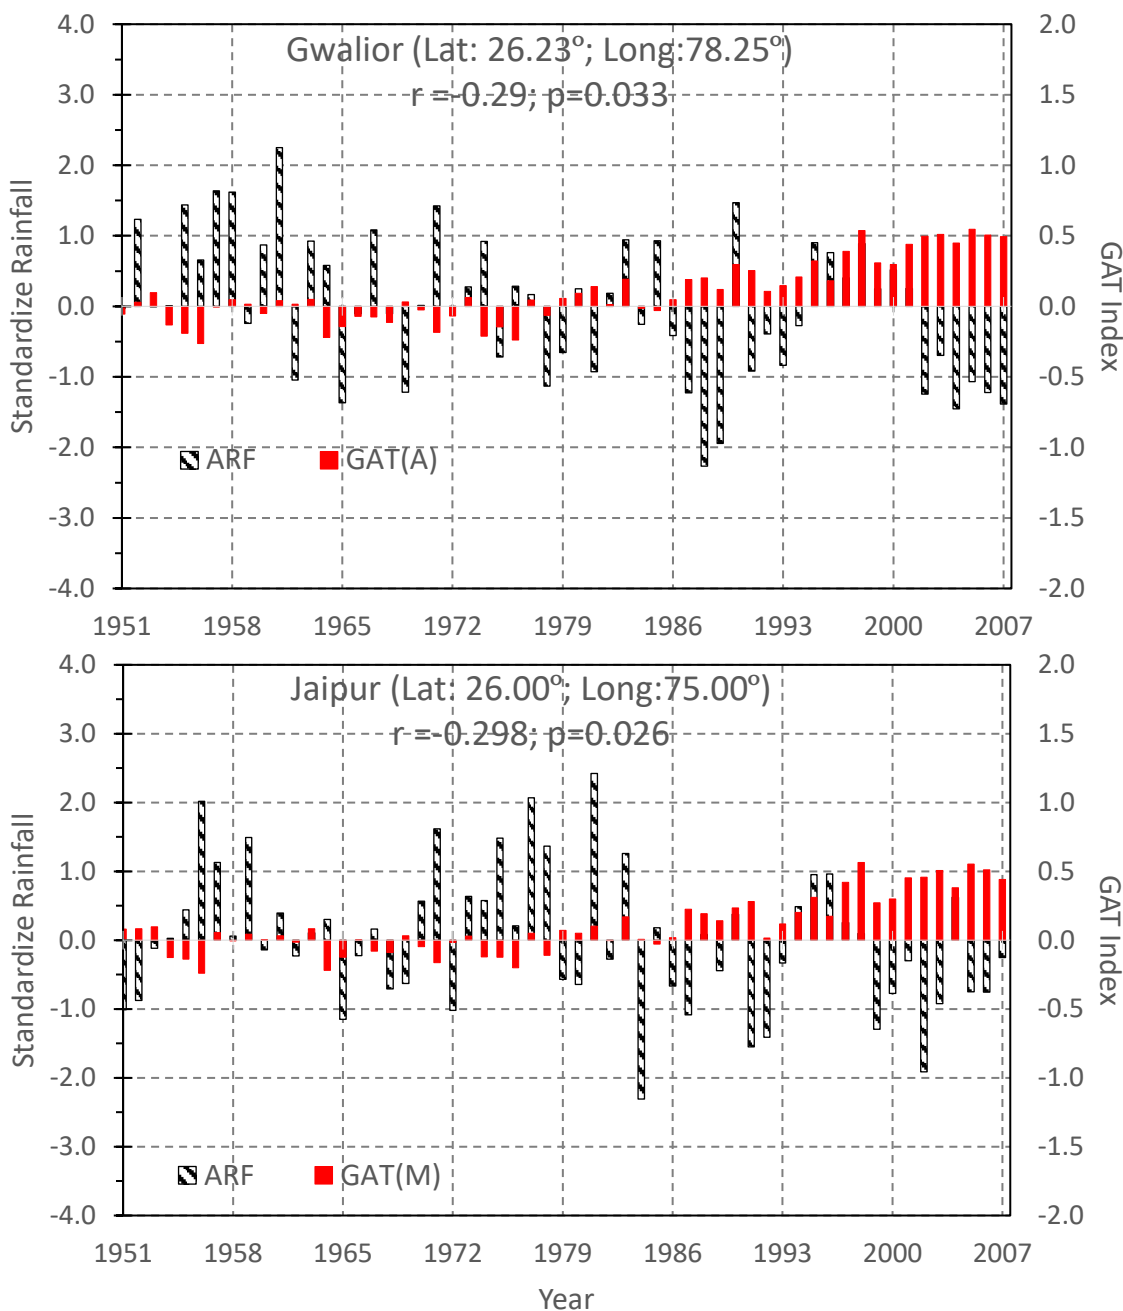 Gwalior (Lat: 26.23°; Long:78.25°)
r =-0.29; p=0.033
4.0
3.0
2.0
1.0
0.0
-1.0
-2.0
-3.0
-4.0
Standardize Rainfall
2.0
1.5
1.0
0.5
0.0
-0.5
-1.0
-1.5
-2.0
GAT Index
ARF GAT(A)
1951 1958 1965 1972 1979 1986 1993 2000 2007
Jaipur (Lat: 26.00°; Long:75.00°)
r =-0.298; p=0.026
4.0
3.0
2.0
1.0
0.0
-1.0
-2.0
-3.0
-4.0
Standardize Rainfall
2.0
1.5
1.0
0.5
0.0
-0.5
-1.0
-1.5
-2.0
GAT Index
ARF GAT(M)
1951 1958 1965 1972 1979 1986 1993 2000 2007
Year